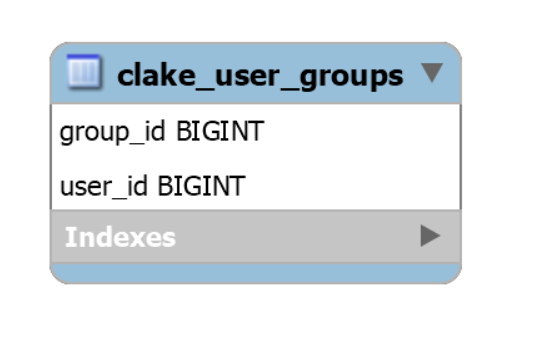 clake_user_groups
group_id BIGINT
user_id BIGINT
Indexes